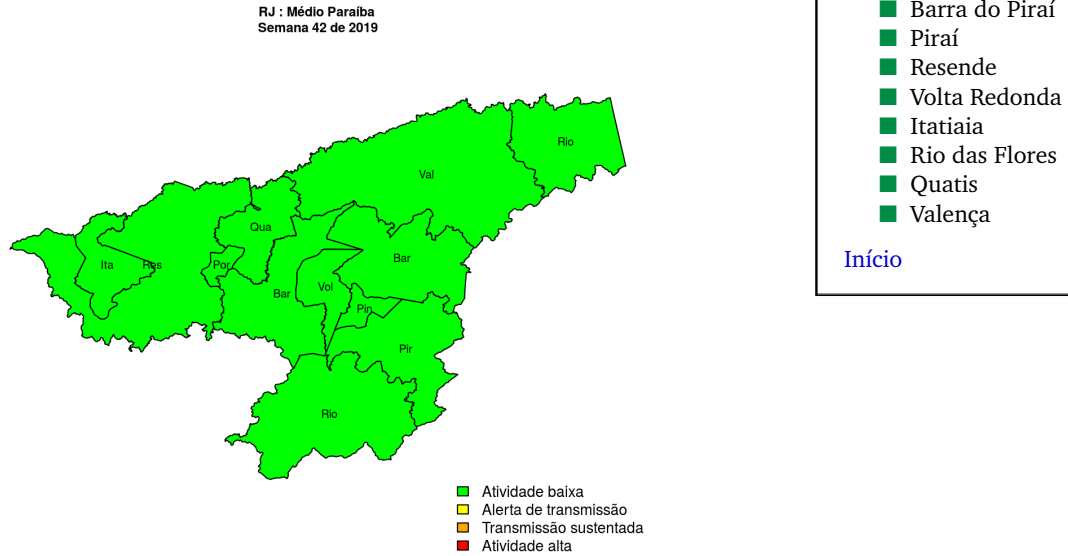 RJ : Médio Paraíba
Semana 42 de 2019
Rio
Val
Qua
Ita
Res
Por
Bar
Bar
Vol
Pin
Pir
Rio
Atividade baixa
Alerta de transmissão
Transmissão sustentada
Atividade alta
Barra do Piraí
Piraí
Resende
Volta Redonda
Itatiaia
Rio das Flores
Quatis
Valença
Início